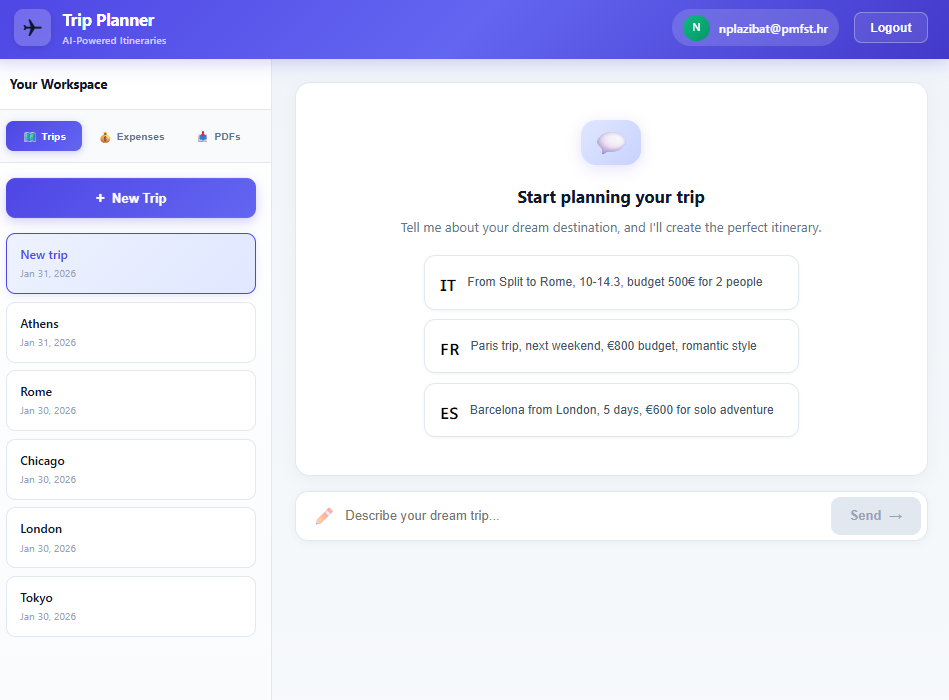 Trip Planner
AI-Powered Itineraries
N nplazibat@pmfst.hr
Logout
Your Workspace
Trips
Expenses
PDFs
+ New Trip
New trip
Jan 31, 2026
Athens
Jan 31, 2026
Rome
Jan 30, 2026
Chicago
Jan 30, 2026
London
Jan 30, 2026
Tokyo
Jan 30, 2026
Start planning your trip
Tell me about your dream destination, and I'll create the perfect itinerary.
IT From Split to Rome, 10-14.3, budget 500€ for 2 people
FR Paris trip, next weekend, €800 budget, romantic style
ES Barcelona from London, 5 days, €600 for solo adventure
Describe your dream trip...
Send →